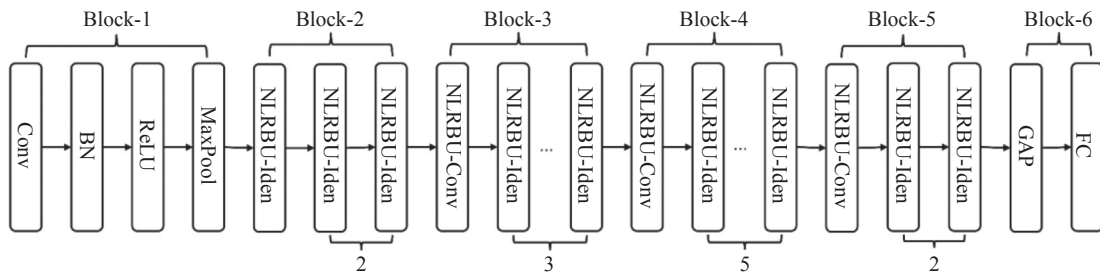 Block-1
Block-2
Block-3
Block-4
Block-5
Block-6
Conv
BN
ReLU
MaxPool
NLRBU-Iden
NLRBU-Iden
NLRBU-Iden
NLRBU-Conv
NLRBU-Iden
...
NLRBU-Iden
NLRBU-Conv
NLRBU-Iden
...
NLRBU-Iden
NLRBU-Conv
NLRBU-Iden
NLRBU-Iden
GAP
FC
2
3
5
2